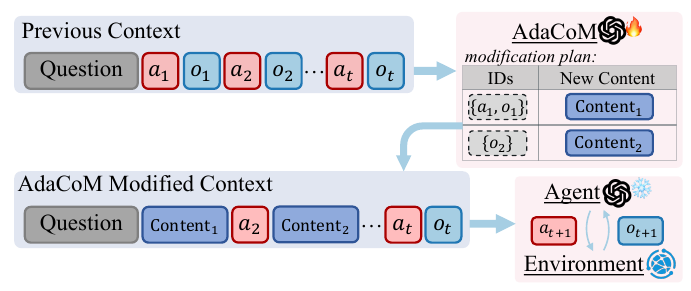 Previous Context
Question a₁ o₁ a₂ o₂ ⋯ aₜ oₜ
AdaCoM
modification plan:
IDs New Content
{a₁, o₁} Content₁
{o₂} Content₂
AdaCoM Modified Context
Question Content₁ a₂ Content₂ ⋯ aₜ oₜ
Agent
aₜ₊₁ oₜ₊₁
Environment